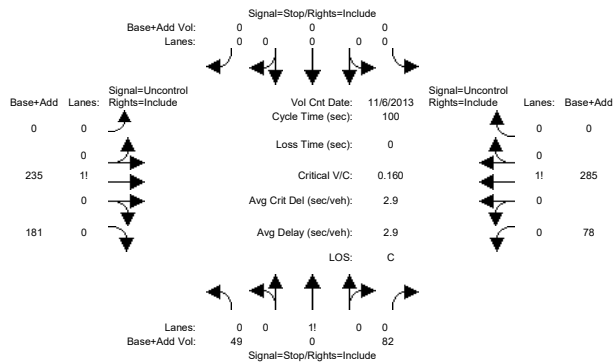 Signal=Stop/Rights=Include
Base+Add Vol: 0 0 0
Lanes: 0 0 0 0 0
Signal=Uncontrol
Base+Add Lanes: Rights=Include
Vol Cnt Date: 11/6/2013
Signal=Uncontrol
Rights=Include Lanes: Base+Add
Cycle Time (sec): 100
0 0
0 0
Loss Time (sec): 0
0
0
235 1!
Critical V/C: 0.160
1! 285
0
Avg Crit Del (sec/veh): 2.9
0
181 0
Avg Delay (sec/veh): 2.9
0 78
LOS: C
Lanes: 0 0 1! 0 0
Base+Add Vol: 49 0 82
Signal=Stop/Rights=Include